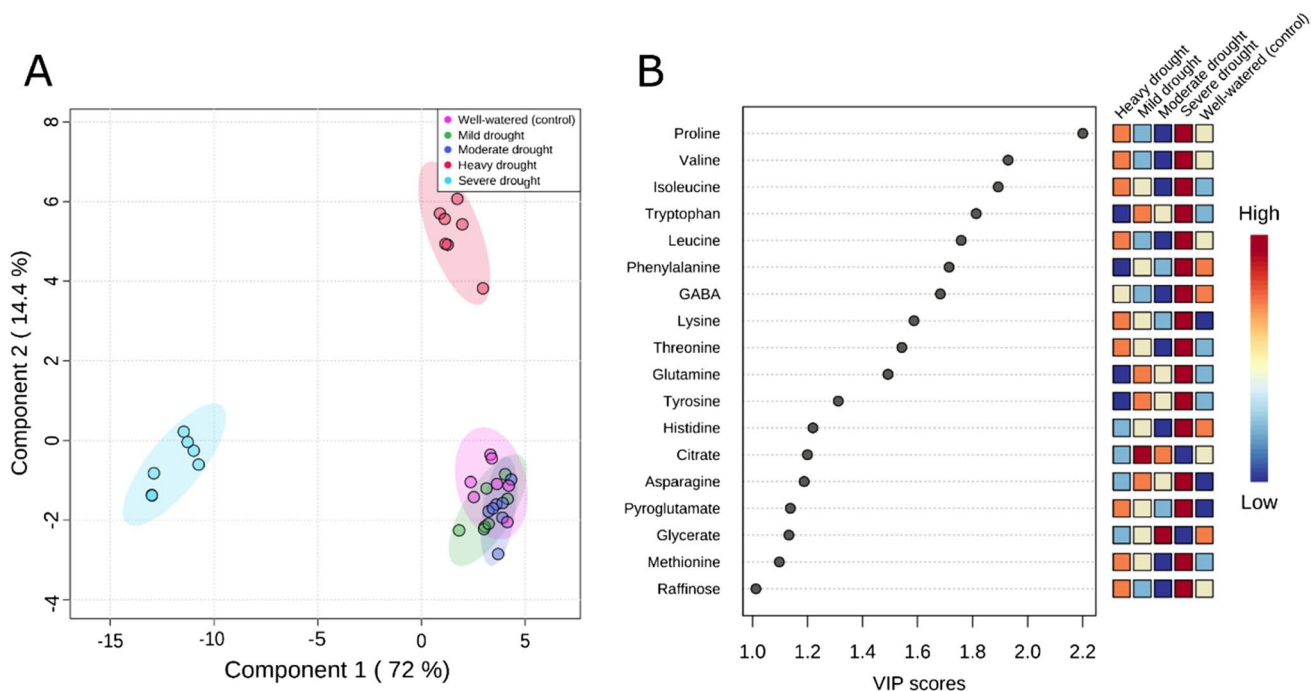 A
Component 2 ( 14.4 %)
8
6
4
2
0
-2
-4
Well-watered (control)
Mild drought
Moderate drought
Heavy drought
Severe drought
-15
-10
-5
0
5
Component 1 ( 72 %)
B
Heavy drought
Mild drought
Moderate drought
Severe drought
Well-watered (control)
Proline
Valine
Isoleucine
Tryptophan
Leucine
Phenylalanine
GABA
Lysine
Threonine
Glutamine
Tyrosine
Histidine
Citrate
Asparagine
Pyroglutamate
Glycerate
Methionine
Raffinose
1.0
1.2
1.4
1.6
1.8
2.0
2.2
VIP scores
High
Low